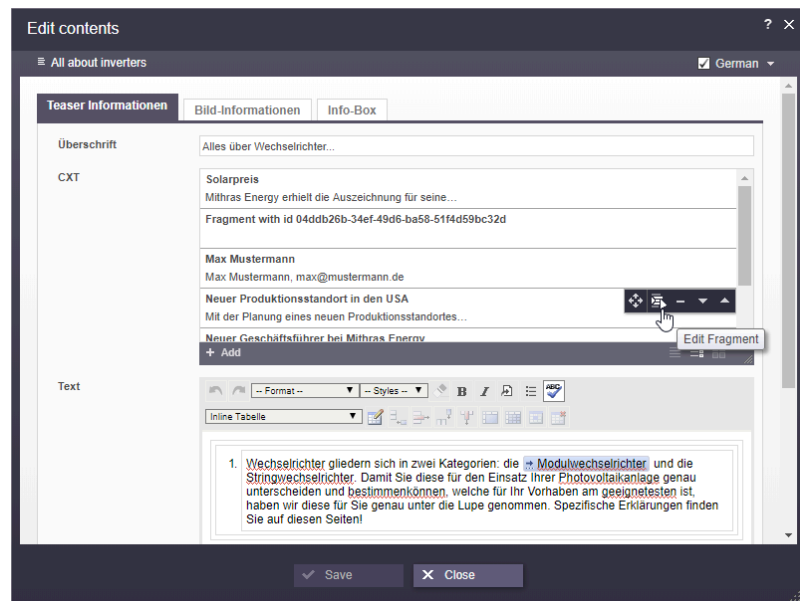 Edit contents
?
All about inverters
German
Teaser Informationen
Bild-Informationen
Info-Box
Überschrift
Alles über Wechselrichter...
CXT
Solarpreis
Mithras Energy erhielt die Auszeichnung für seine…
Fragment with id 04ddb26b-34ef-49d6-ba58-51f4d59bc32d
Max Mustermann
Max Mustermann, max@mustermann.de
Neuer Produktionsstandort in den USA
Mit der Planung eines neuen Produktionsstandortes…
Edit Fragment
Neuer Geschäftsführer bei Mithras Energy
+ Add
Text
-- Format --
-- Styles --
B
I
ABC
Inline Tabelle
1. Wechselrichter gliedern sich in zwei Kategorien: die Modulwechselrichter und die
Stringwechselrichter. Damit Sie diese für den Einsatz Ihrer Photovoltaikanlage genau
unterscheiden und bestimmenkönnen, welche für Ihr Vorhaben am geeignetesten ist,
haben wir diese für Sie genau unter die Lupe genommen. Spezifische Erklärungen finden
Sie auf diesen Seiten!
Save
X Close